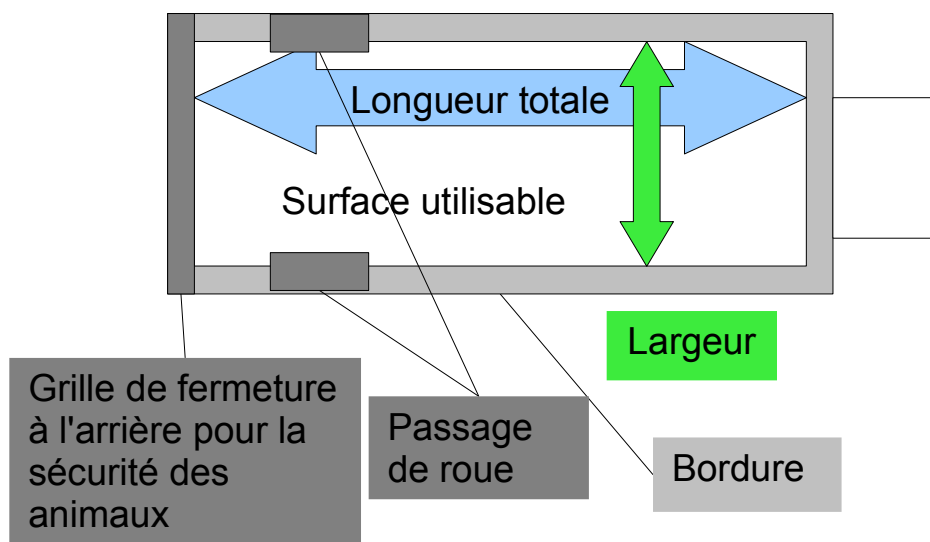 Longueur totale
Surface utilisable
Largeur
Grille de fermeture
à l'arrière pour la
sécurité des
animaux
Passage
de roue
Bordure